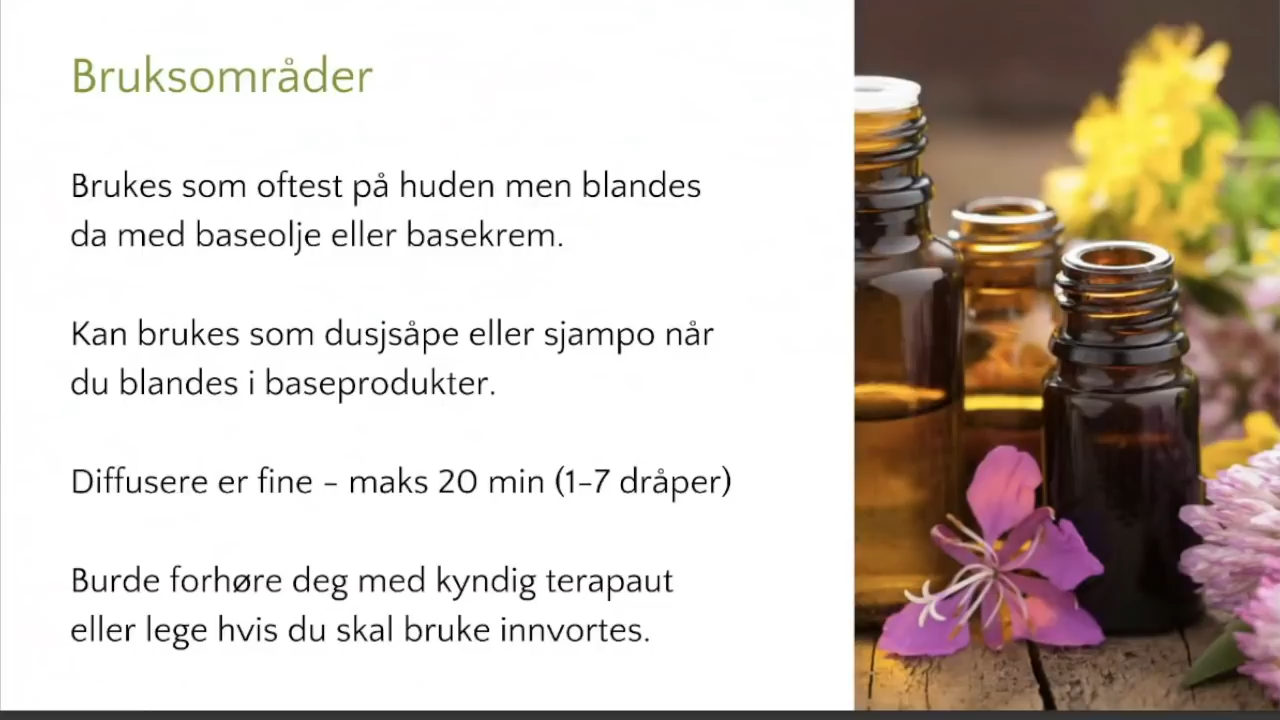 Bruksområder
Brukes som oftest på huden men blandes
da med baseolje eller basekrem.
Kan brukes som dusjsåpe eller sjampo når
du blandes i baseprodukter.
Diffusere er fine – maks 20 min (1-7 dråper)
Burde forhøre deg med kyndig terapaut
eller lege hvis du skal bruke innvortes.